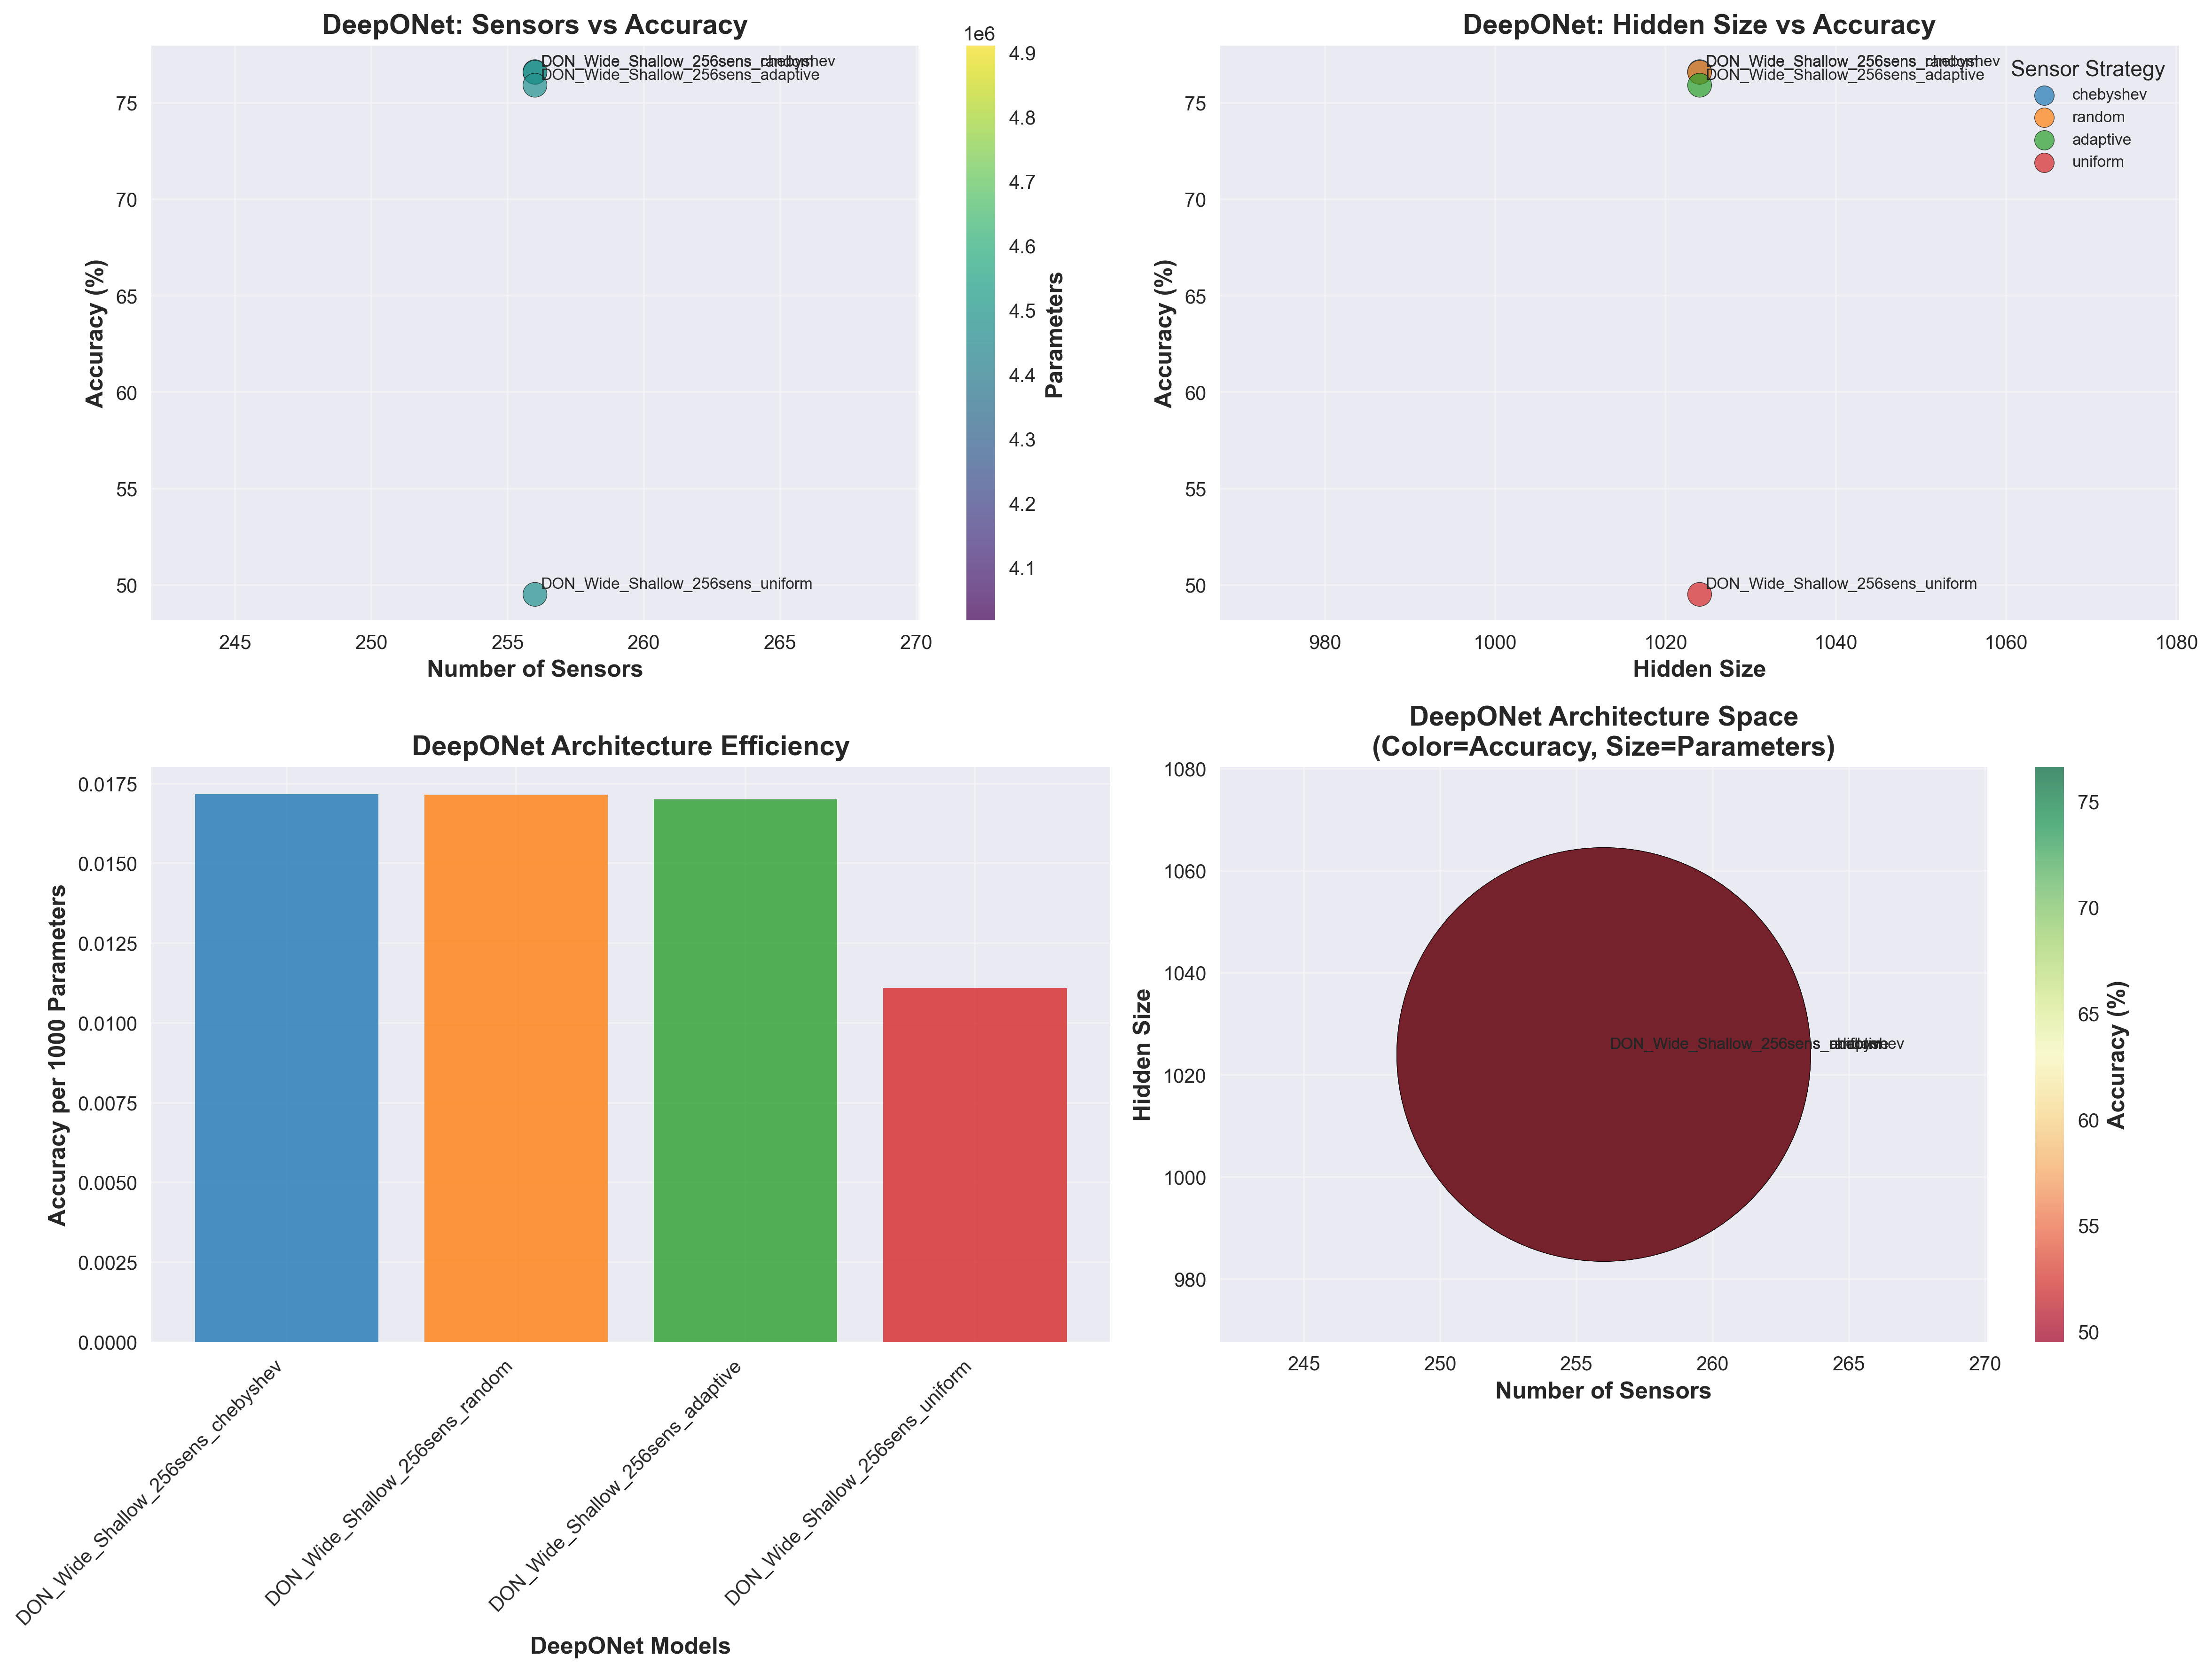 DeepONet: Sensors vs Accuracy
1e6
DON_Wide_Shallow_256sens_adaptive
DON_Wide_Shallow_256sens_uniform
75
70
65
60
55
50
Accuracy (%)
245
250
255
260
265
270
Number of Sensors
4.9
4.8
4.7
4.6
4.5
4.4
4.3
4.2
4.1
Parameters
DeepONet: Hidden Size vs Accuracy
DON_Wide_Shallow_256sens_adaptive
DON_Wide_Shallow_256sens_uniform
Sensor Strategy
chebyshev
random
adaptive
uniform
75
70
65
60
55
50
Accuracy (%)
980
1000
1020
1040
1060
1080
Hidden Size
DeepONet Architecture Efficiency
0.0175
0.0150
0.0125
0.0100
0.0075
0.0050
0.0025
0.0000
Accuracy per 1000 Parameters
DON_Wide_Shallow_256sens_chebyshev
DON_Wide_Shallow_256sens_random
DON_Wide_Shallow_256sens_adaptive
DON_Wide_Shallow_256sens_uniform
DeepONet Models
DeepONet Architecture Space
(Color=Accuracy, Size=Parameters)
1080
1060
1040
1020
1000
980
Hidden Size
245
250
255
260
265
270
Number of Sensors
75
70
65
60
55
50
Accuracy (%)